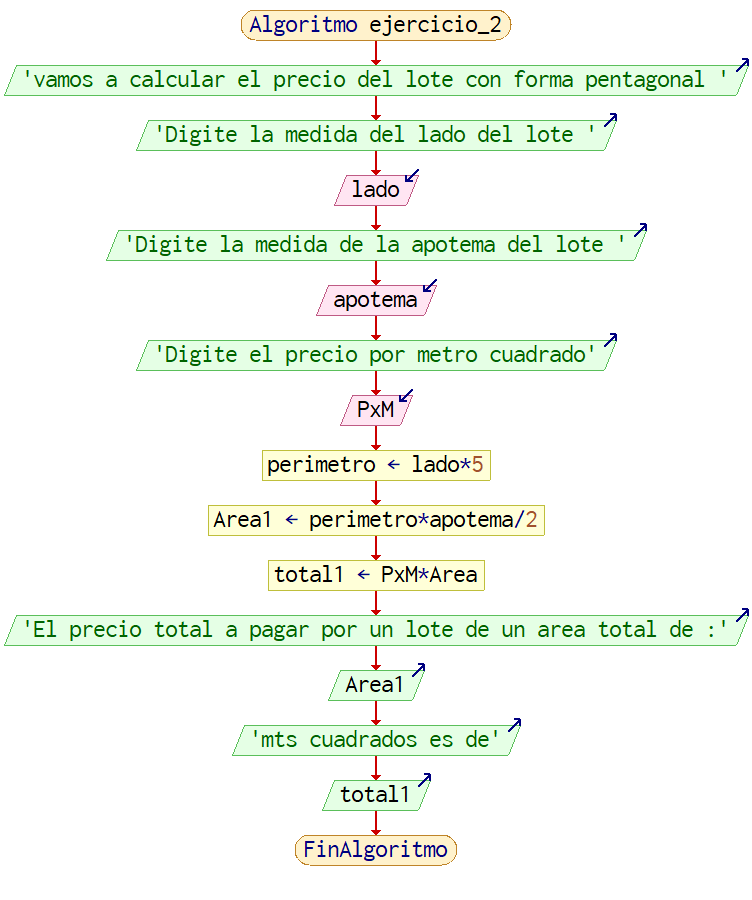 Algoritmo ejercicio_2
'vamos a calcular el precio del lote con forma pentagonal '
'Digite la medida del lado del lote '
lado
'Digite la medida de la apotema del lote '
apotema
'Digite el precio por metro cuadrado'
PxM
perimetro ← lado*5
Area1 ← perimetro*apotema/2
total1 ← PxM*Area
'El precio total a pagar por un lote de un area total de :'
Area1
'mts cuadrados es de'
total1
FinAlgoritmo